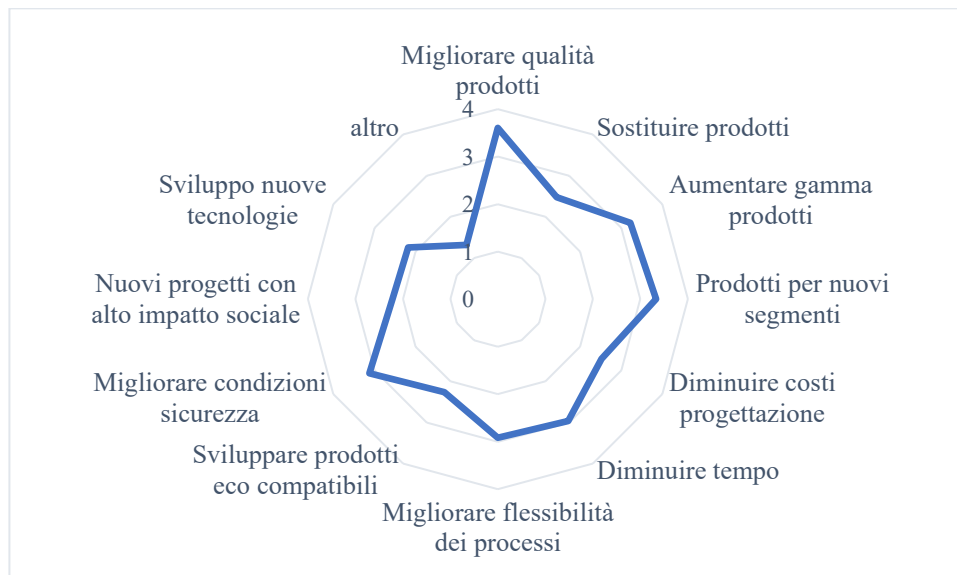 Migliorare qualità
prodotti
4
altro
Sostituire prodotti
3
Sviluppo nuove
tecnologie
Aumentare gamma
prodotti
2
1
Nuovi progetti con
alto impatto sociale
0
Prodotti per nuovi
segmenti
Migliorare condizioni
sicurezza
Diminuire costi
progettazione
Sviluppare prodotti
eco compatibili
Diminuire tempo
Migliorare flessibilità
dei processi